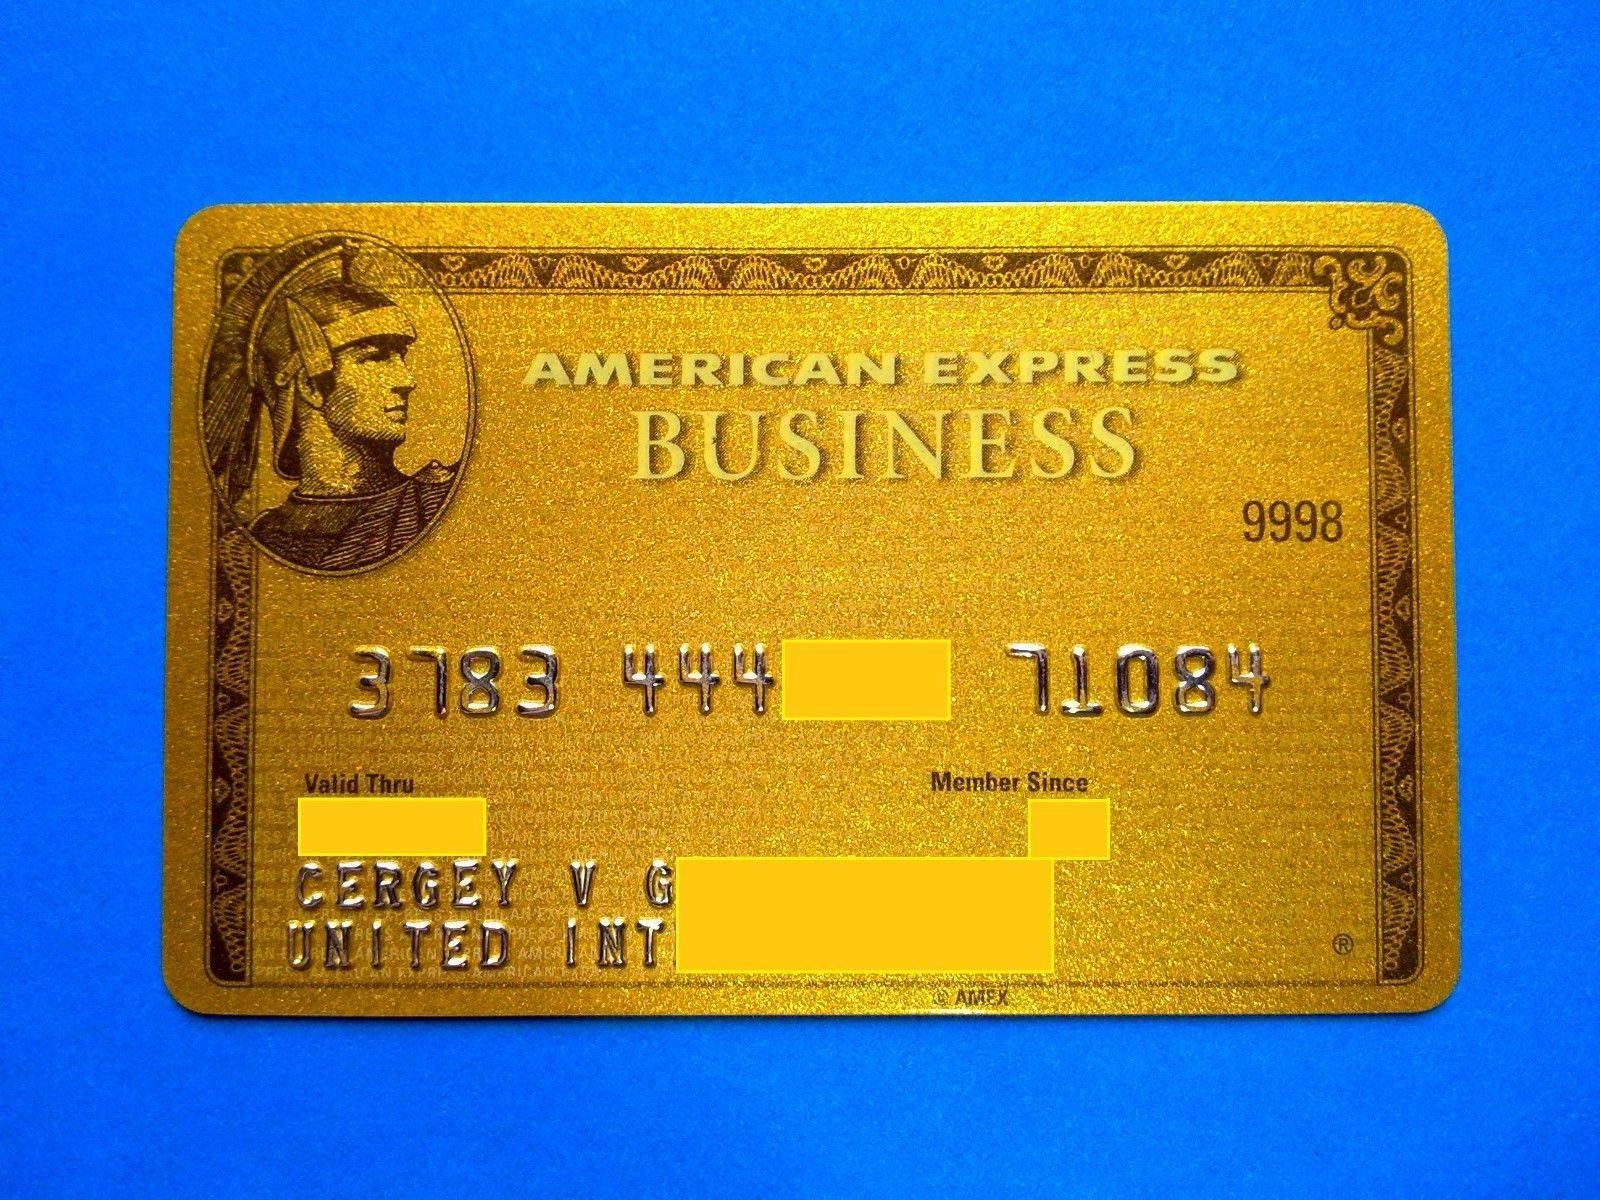 AMERICAN EXPRESS
BUSINESS
9998
3783 444 71084
Valid Thru Member Since
CERGEY V G
UNITED INT
®
© AMEX